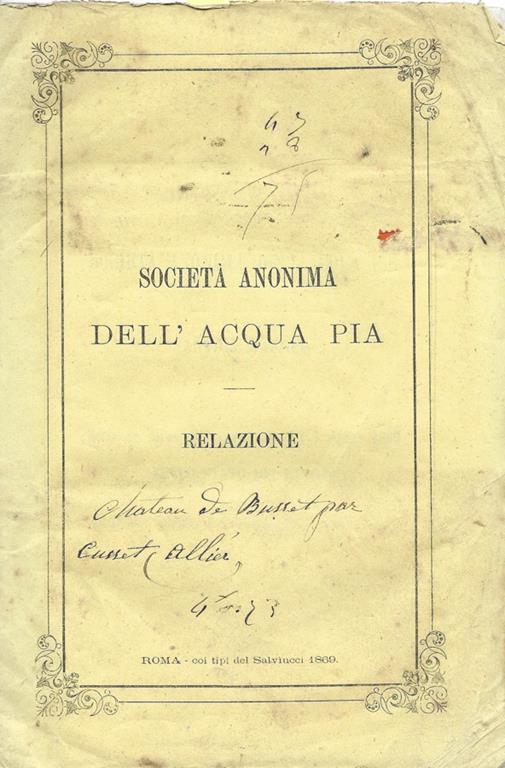 SOCIETÀ ANONIMA
DELL' ACQUA PIA
RELAZIONE
Chateau de Busset par
Cusset (Allier)
ROMA - coi tipi del Salviucci 1869.